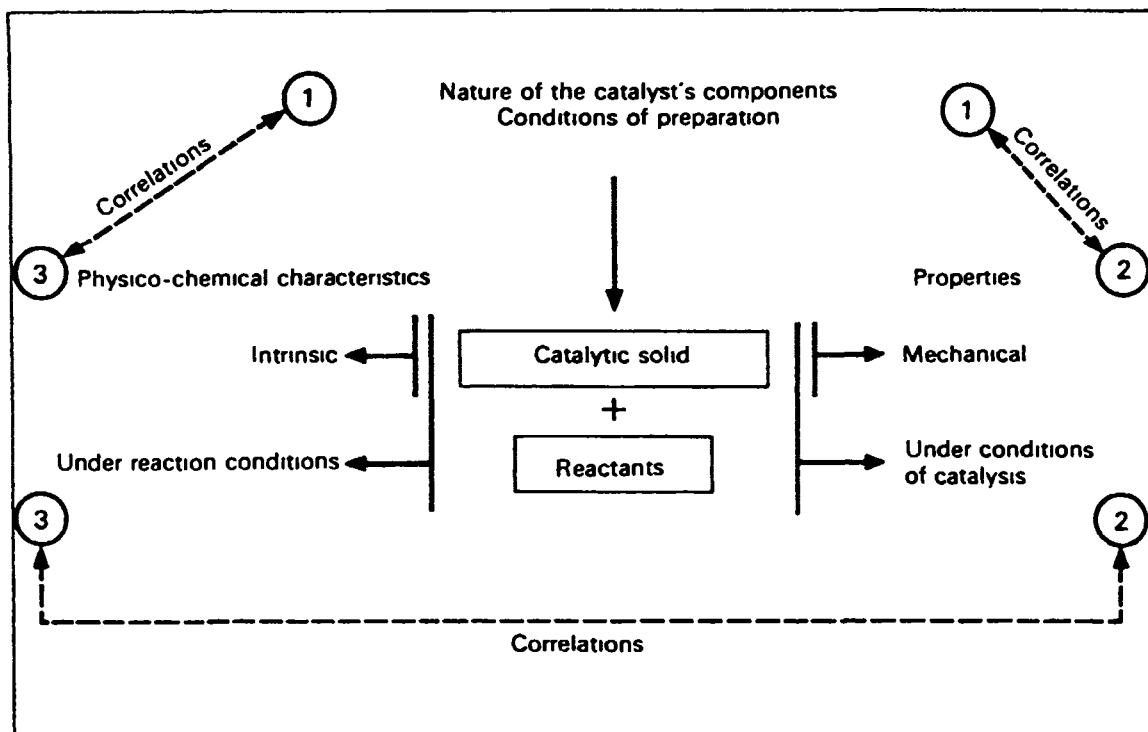 1
Nature of the catalyst's components
Conditions of preparation
1
Correlations
Correlations
3
Physico-chemical characteristics
Properties
2
Intrinsic
Catalytic solid
Mechanical
+
Under reaction conditions
Reactants
Under conditions
of catalysis
3
2
Correlations